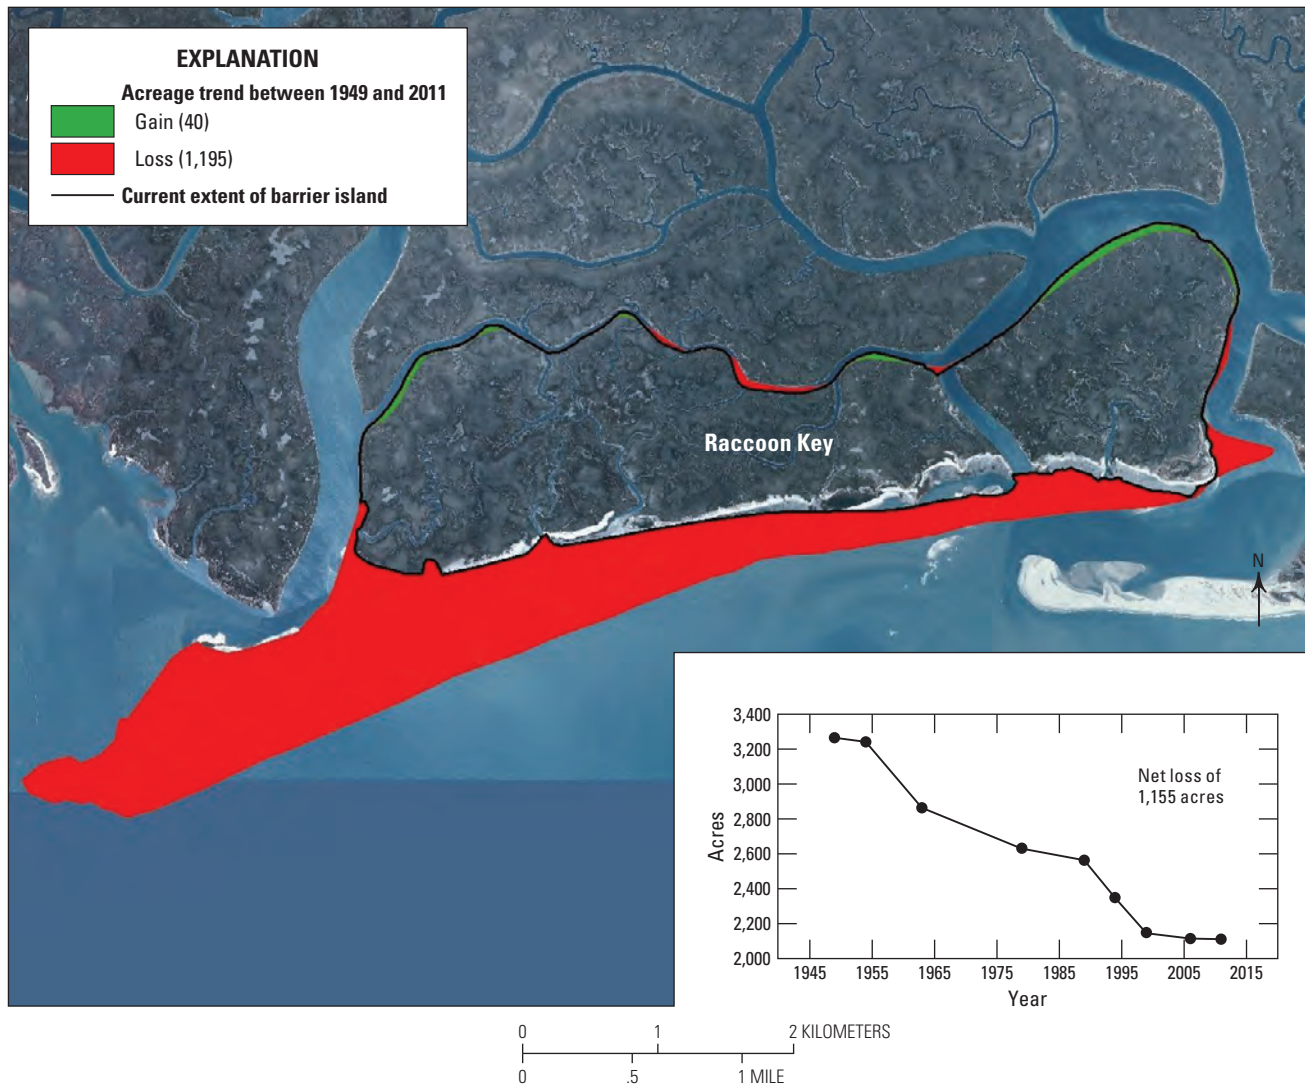 EXPLANATION
Acreage trend between 1949 and 2011
Gain (40)
Loss (1,195)
Current extent of barrier island
Raccoon Key
N
3,400
3,200
3,000
2,800
2,600
2,400
2,200
2,000
Acres
Net loss of
1,155 acres
1945 1955 1965 1975 1985 1995 2005 2015
Year
0 1 2 KILOMETERS
0 .5 1 MILE